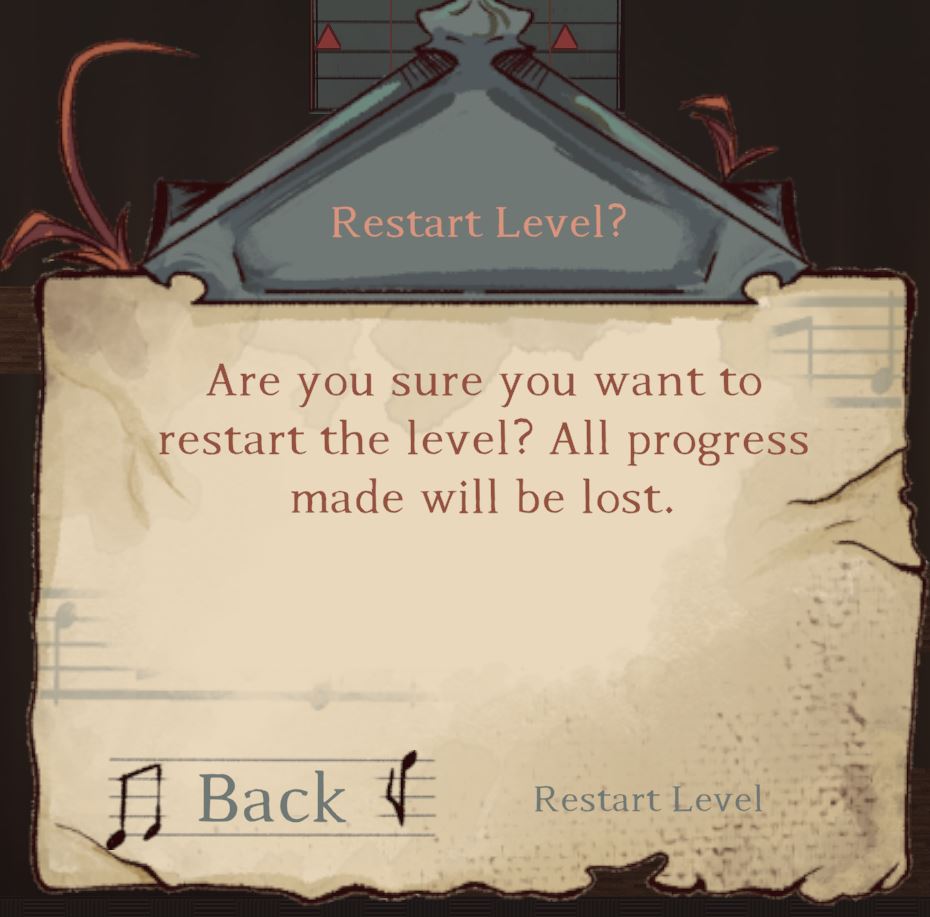 Restart Level?
Are you sure you want to
restart the level? All progress
made will be lost.
Back
Restart Level